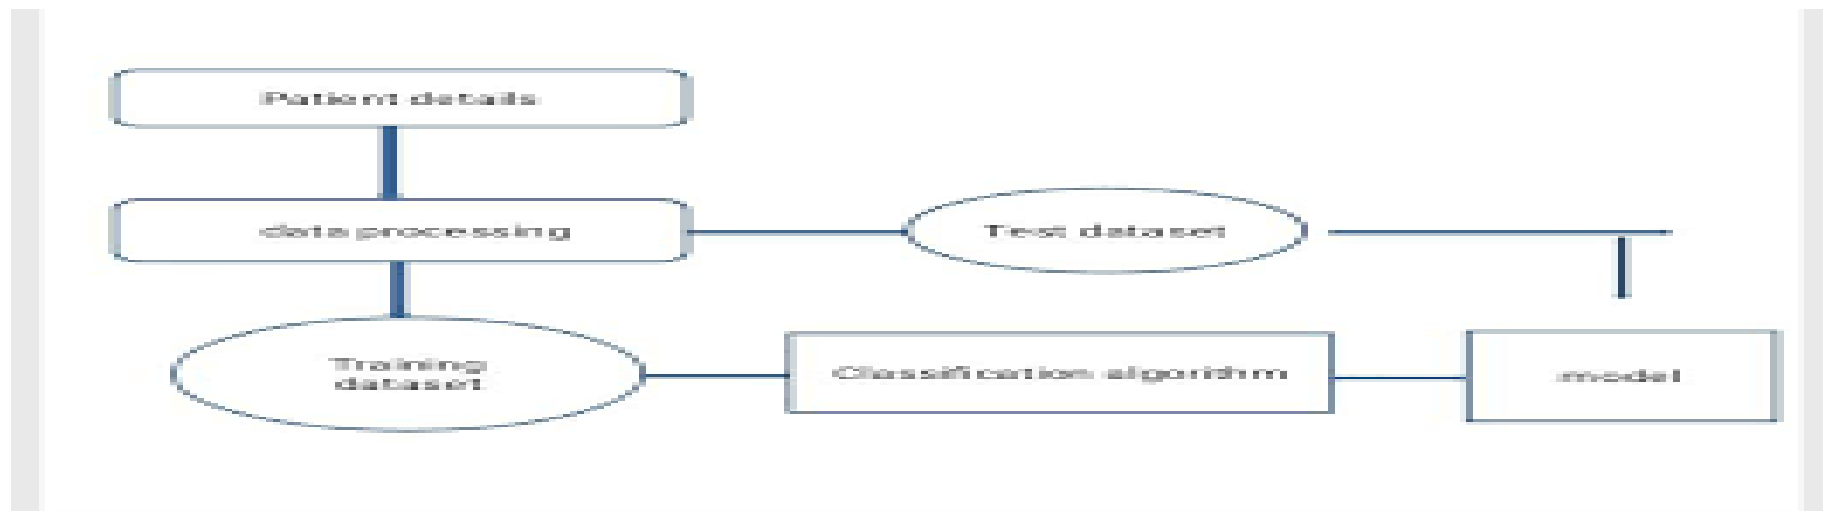 Patient details
data processing
Test dataset
Training
dataset
Classification algorithm
model